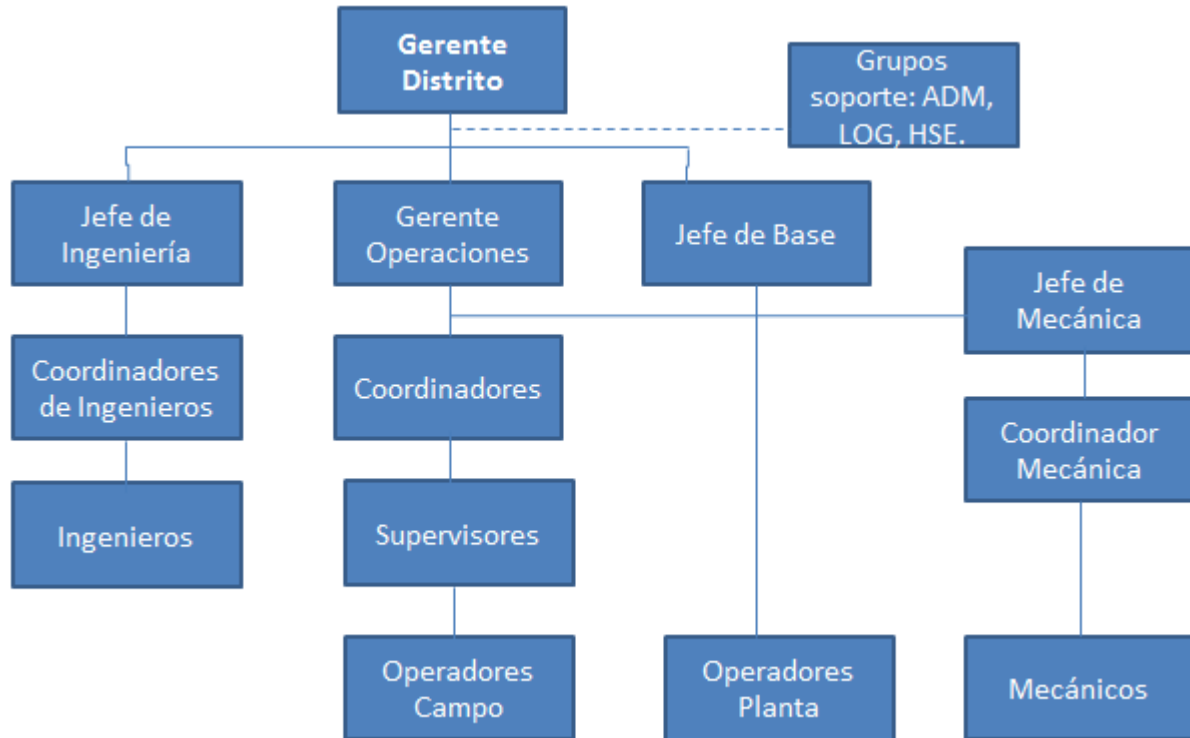 Gerente
Distrito
Grupos
soporte: ADM,
LOG, HSE.
Jefe de
Ingeniería
Gerente
Operaciones
Jefe de Base
Jefe de
Mecánica
Coordinadores
de Ingenieros
Coordinadores
Coordinador
Mecánica
Ingenieros
Supervisores
Operadores
Campo
Operadores
Planta
Mecánicos